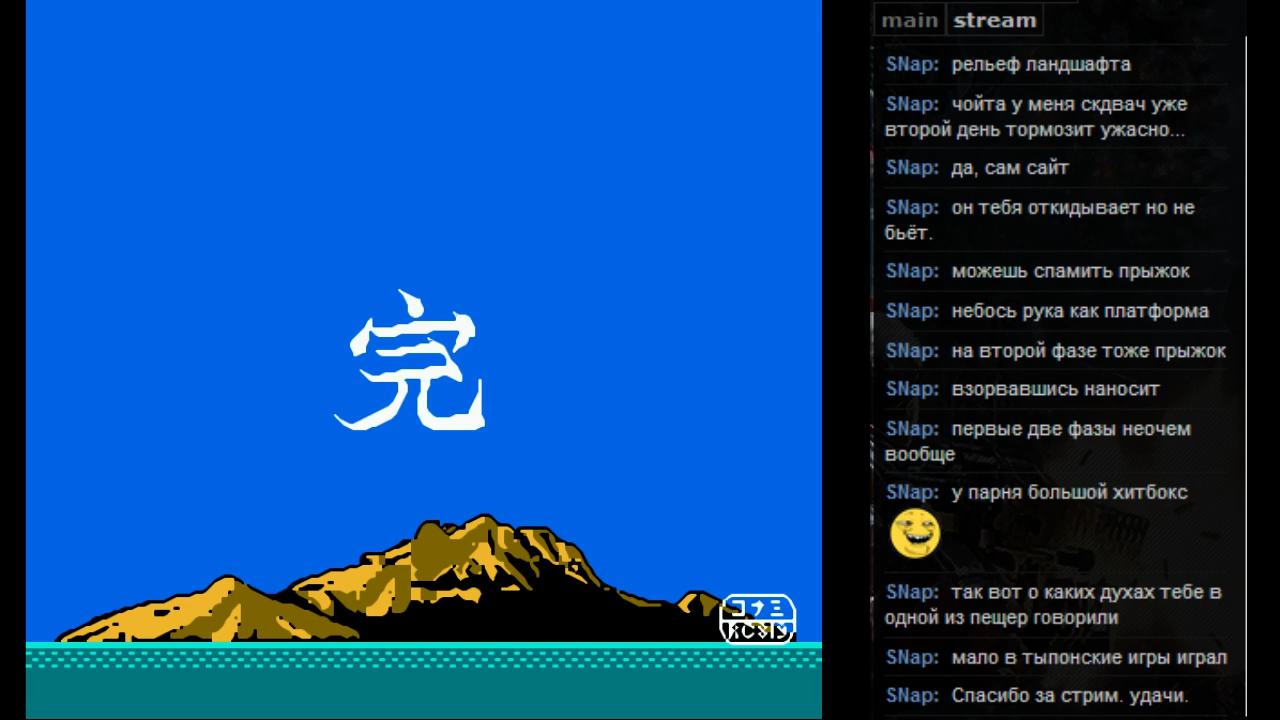 完
コナミ
main stream
SNap: рельеф ландшафта
SNap: чойта у меня скдвач уже
второй день тормозит ужасно...
SNap: да, сам сайт
SNap: он тебя откидывает но не
бьёт.
SNap: можешь спамить прыжок
SNap: небось рука как платформа
SNap: на второй фазе тоже прыжок
SNap: взорвавшись наносит
SNap: первые две фазы неочем
вообще
SNap: у парня большой хитбокс
SNap: так вот о каких духах тебе в
одной из пещер говорили
SNap: мало в тыпонские игры играл
SNap: Спасибо за стрим. удачи.